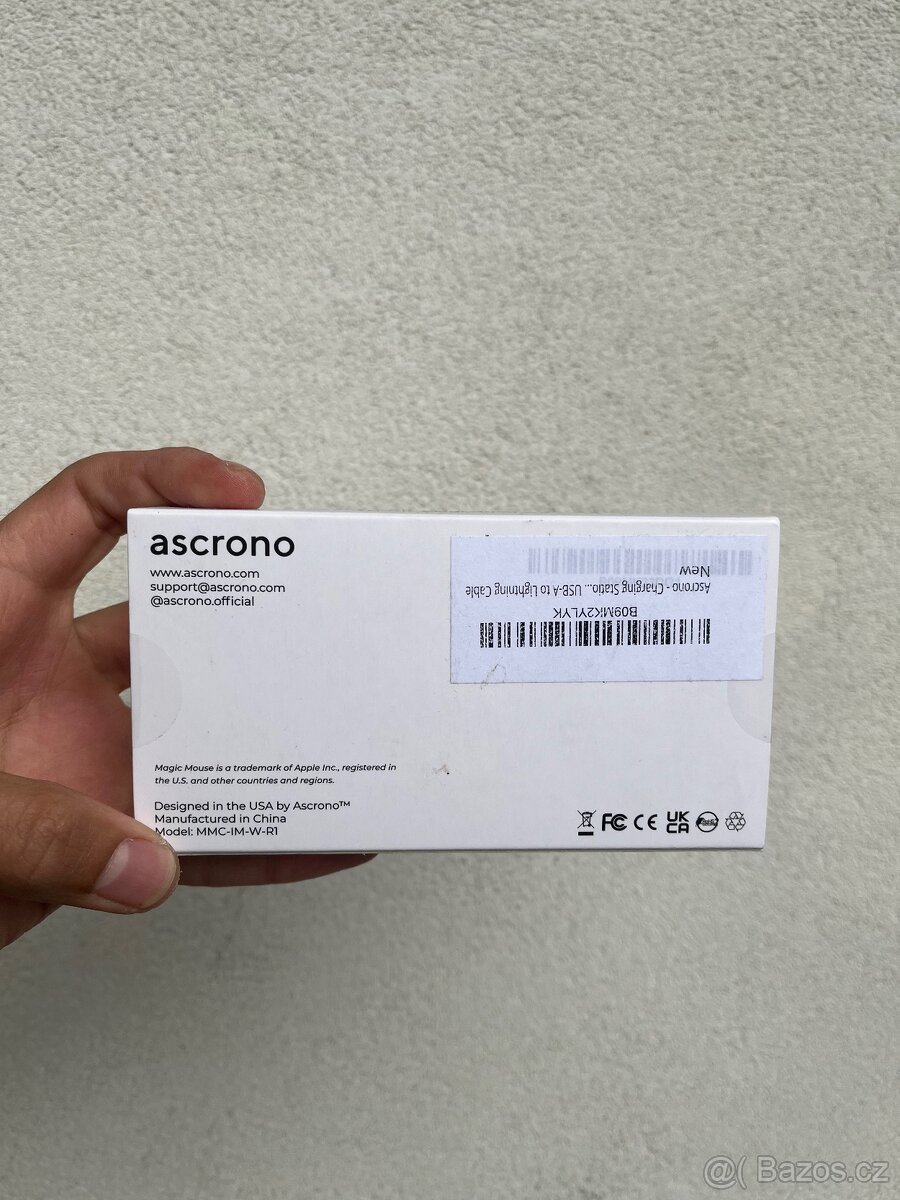 ascrono
www.ascrono.com
support@ascrono.com
@ascrono.official
B09MK2YLYK
Ascrono - Charging Statio... USB-A to Lightning Cable
New
Magic Mouse is a trademark of Apple Inc., registered in
the U.S. and other countries and regions.
Designed in the USA by Ascrono™
Manufactured in China
Model: MMC-IM-W-R1
FC CE UK
CA
@( Bazos.cz